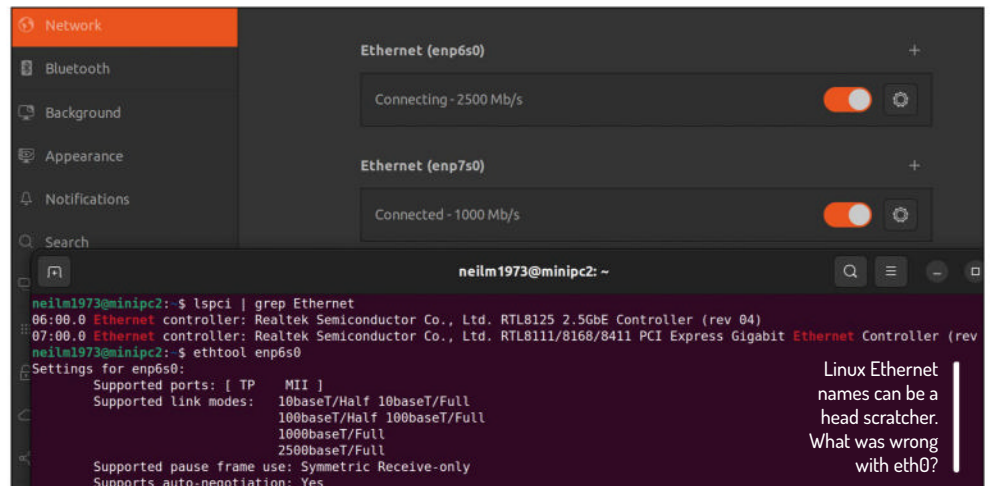 Network
Bluetooth
Background
Appearance
Notifications
Search
Ethernet (enp6s0)
Connecting - 2500 Mb/s
Ethernet (enp7s0)
Connected - 1000 Mb/s
neilm1973@minipc2: ~
neilm1973@minipc2:~$ lspci | grep Ethernet
06:00.0 Ethernet controller: Realtek Semiconductor Co., Ltd. RTL8125 2.5GbE Controller (rev 04)
07:00.0 Ethernet controller: Realtek Semiconductor Co., Ltd. RTL8111/8168/8411 PCI Express Gigabit Ethernet Controller (rev
neilm1973@minipc2:~$ ethtool enp6s0
Settings for enp6s0:
Supported ports: [ TP MII ]
Supported link modes: 10baseT/Half 10baseT/Full
100baseT/Half 100baseT/Full
1000baseT/Full
2500baseT/Full
Supported pause frame use: Symmetric Receive-only
Supports auto-negotiation: Yes
Linux Ethernet
names can be a
head scratcher.
What was wrong
with eth0?